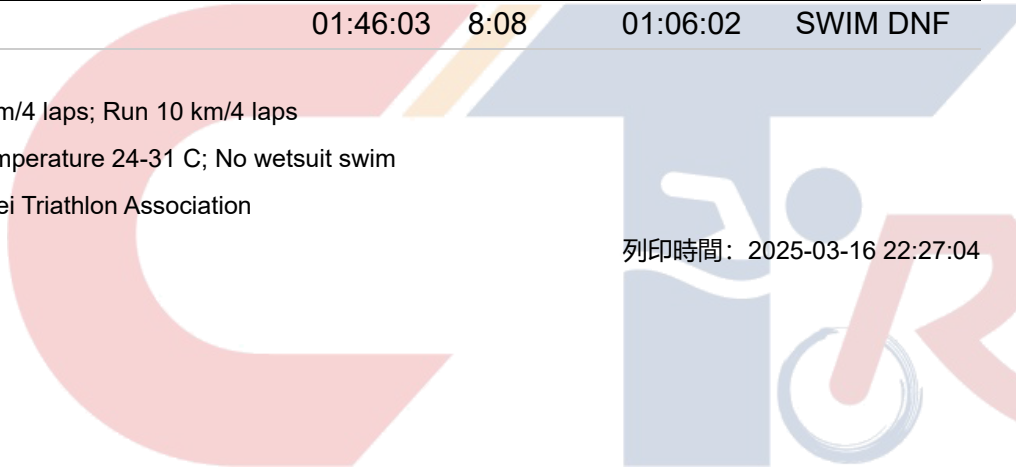 01:46:03 8:08 01:06:02 SWIM DNF
m/4 laps; Run 10 km/4 laps
mperature 24-31 C; No wetsuit swim
ei Triathlon Association
列印時間：2025-03-16 22:27:04